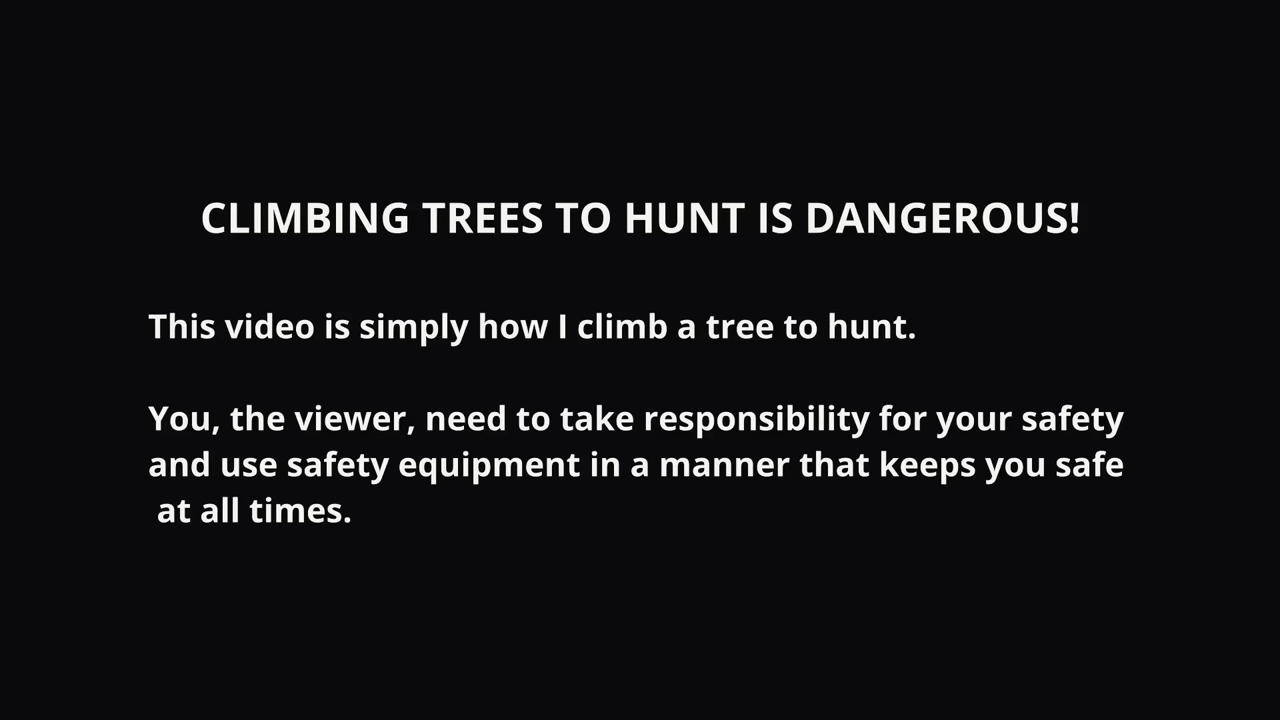 CLIMBING TREES TO HUNT IS DANGEROUS!
This video is simply how I climb a tree to hunt.
You, the viewer, need to take responsibility for your safety
and use safety equipment in a manner that keeps you safe
at all times.